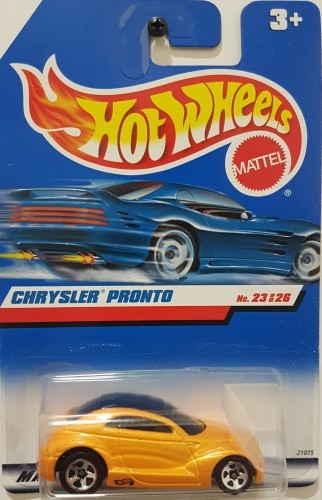 3+
HOT WHEELS
MATTEL
®
CHRYSLER® PRONTO
No. 23 OF 26
21075